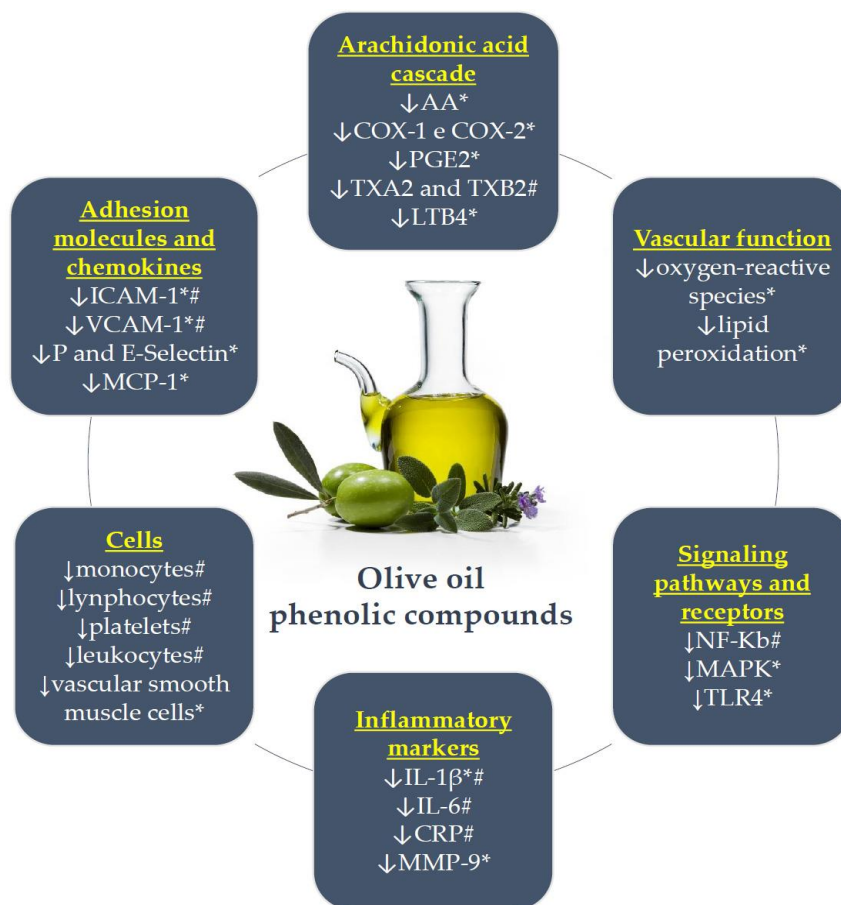 Arachidonic acid
cascade
↓AA*
↓COX-1 e COX-2*
↓PGE2*
↓TXA2 and TXB2#
↓LTB4*
Adhesion
molecules and
chemokines
↓ICAM-1*#
↓VCAM-1*#
↓P and E-Selectin*
↓MCP-1*
Vascular function
↓oxygen-reactive
species*
↓lipid
peroxidation*
Cells
↓monocytes#
↓lymphocytes#
↓platelets#
↓leukocytes#
↓vascular smooth
muscle cells*
Olive oil
phenolic compounds
Signaling
pathways and
receptors
↓NF-Kb#
↓MAPK*
↓TLR4*
Inflammatory
markers
↓IL-1β*#
↓IL-6#
↓CRP#
↓MMP-9*